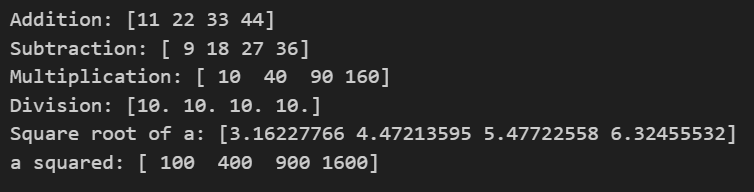 Addition: [11 22 33 44]
Subtraction: [ 9 18 27 36]
Multiplication: [ 10  40  90 160]
Division: [10. 10. 10. 10.]
Square root of a: [3.16227766 4.47213595 5.47722558 6.32455532]
a squared: [ 100  400  900 1600]